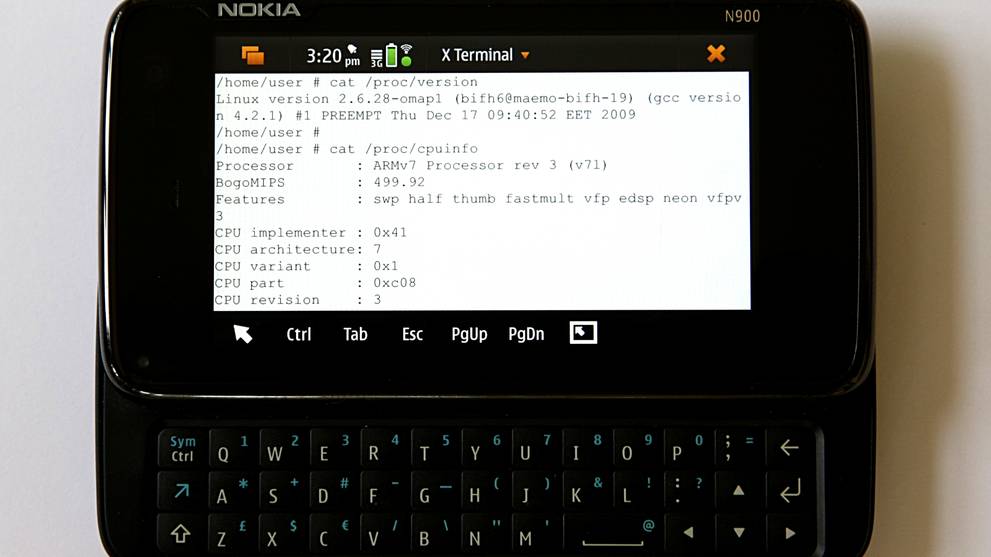 NOKIA
N900
3:20 pm 3G X Terminal
/home/user # cat /proc/version
Linux version 2.6.28-omap1 (bifh6@maemo-bifh-19) (gcc versio
n 4.2.1) #1 PREEMPT Thu Dec 17 09:40:52 EET 2009
/home/user #
/home/user # cat /proc/cpuinfo
Processor : ARMv7 Processor rev 3 (v7l)
BogoMIPS : 499.92
Features : swp half thumb fastmult vfp edsp neon vfpv
3
CPU implementer : 0x41
CPU architecture: 7
CPU variant : 0x1
CPU part : 0xc08
CPU revision : 3
Ctrl Tab Esc PgUp PgDn
Sym Ctrl Q 1 W 2 E 3 R 4 T 5 Y 6 U 7 I 8 O 9 P 0 ; , = ←
↗ A * S + D # F - G _ H ( J ) K & L ! : . ? ▲ ↵
⇧ Z £ X $ C € V / B \ N " M ' @ ◀ ▼ ▶